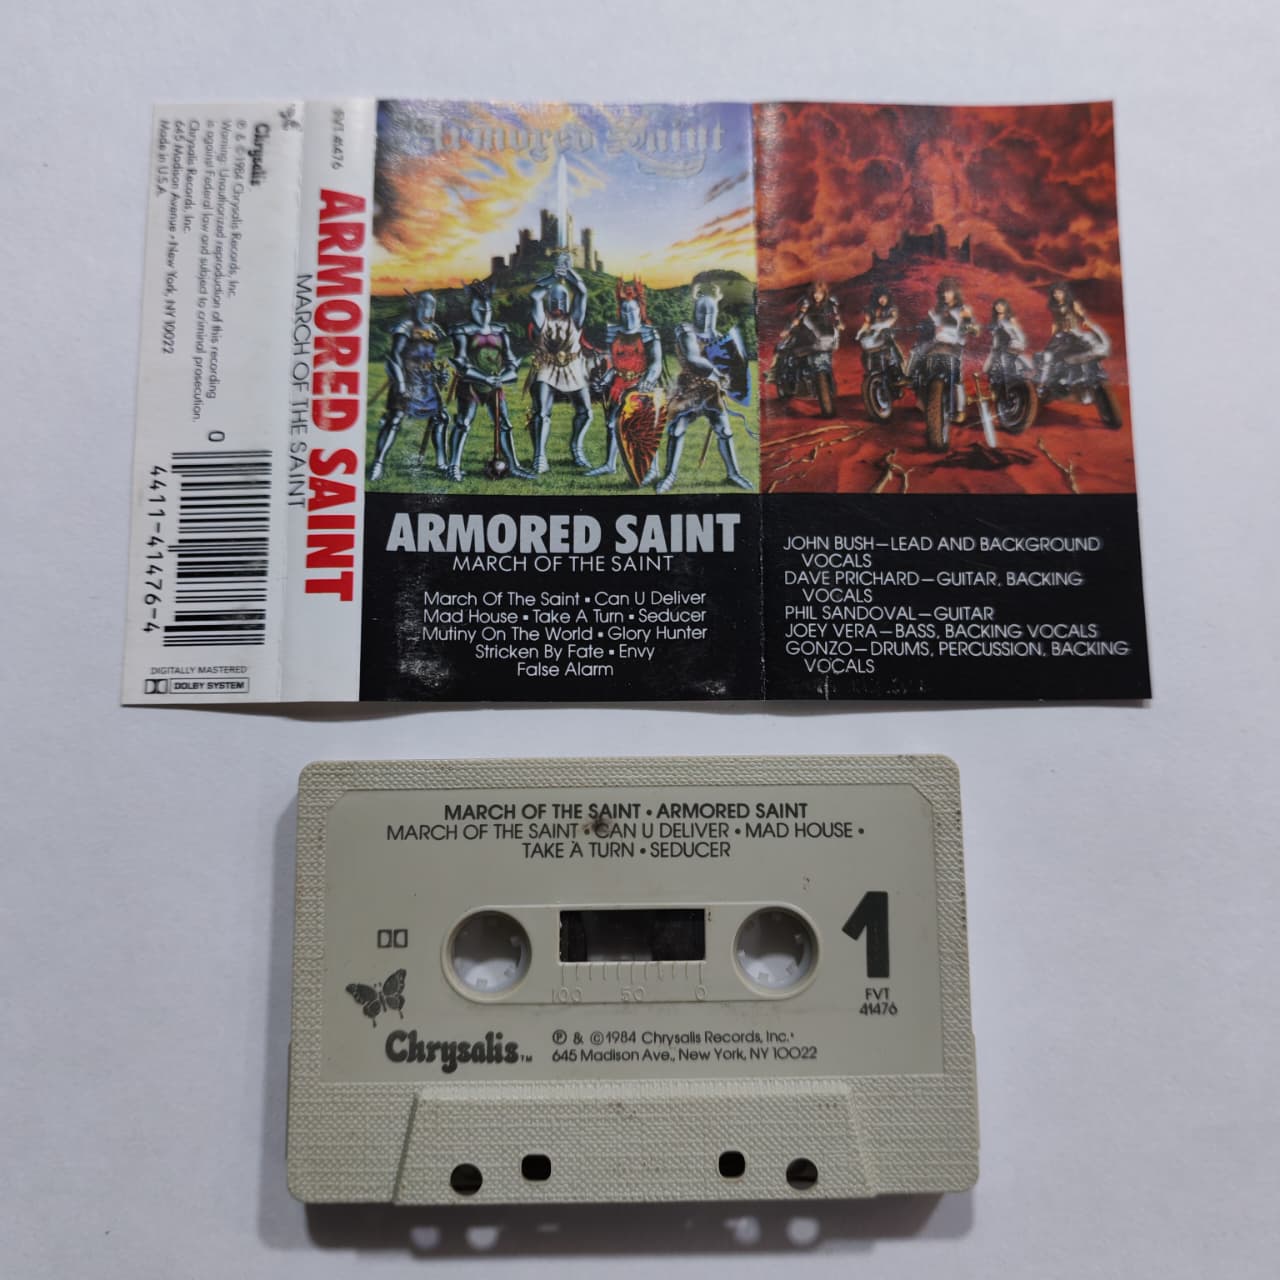 Chrysalis
℗ & © 1984 Chrysalis Records, Inc.
Warning: Unauthorized reproduction of this recording
is against Federal law and subject to criminal prosecution.
Chrysalis Records, Inc.
645 Madison Avenue • New York, NY 10022
Made in U.S.A.
0
4411-41476-4
DIGITALLY MASTERED
DOLBY SYSTEM
FVT 41476
ARMORED SAINT
MARCH OF THE SAINT
Armored Saint
ARMORED SAINT
MARCH OF THE SAINT
March Of The Saint ▪ Can U Deliver
Mad House ▪ Take A Turn ▪ Seducer
Mutiny On The World ▪ Glory Hunter
Stricken By Fate ▪ Envy
False Alarm
JOHN BUSH—LEAD AND BACKGROUND
VOCALS
DAVE PRICHARD—GUITAR, BACKING
VOCALS
PHIL SANDOVAL—GUITAR
JOEY VERA—BASS, BACKING VOCALS
GONZO—DRUMS, PERCUSSION, BACKING
VOCALS
MARCH OF THE SAINT • ARMORED SAINT
MARCH OF THE SAINT • CAN U DELIVER • MAD HOUSE •
TAKE A TURN • SEDUCER
1
100 50 0
FVT
41476
Chrysalis™
℗ & ©1984 Chrysalis Records, Inc.
645 Madison Ave., New York, NY 10022